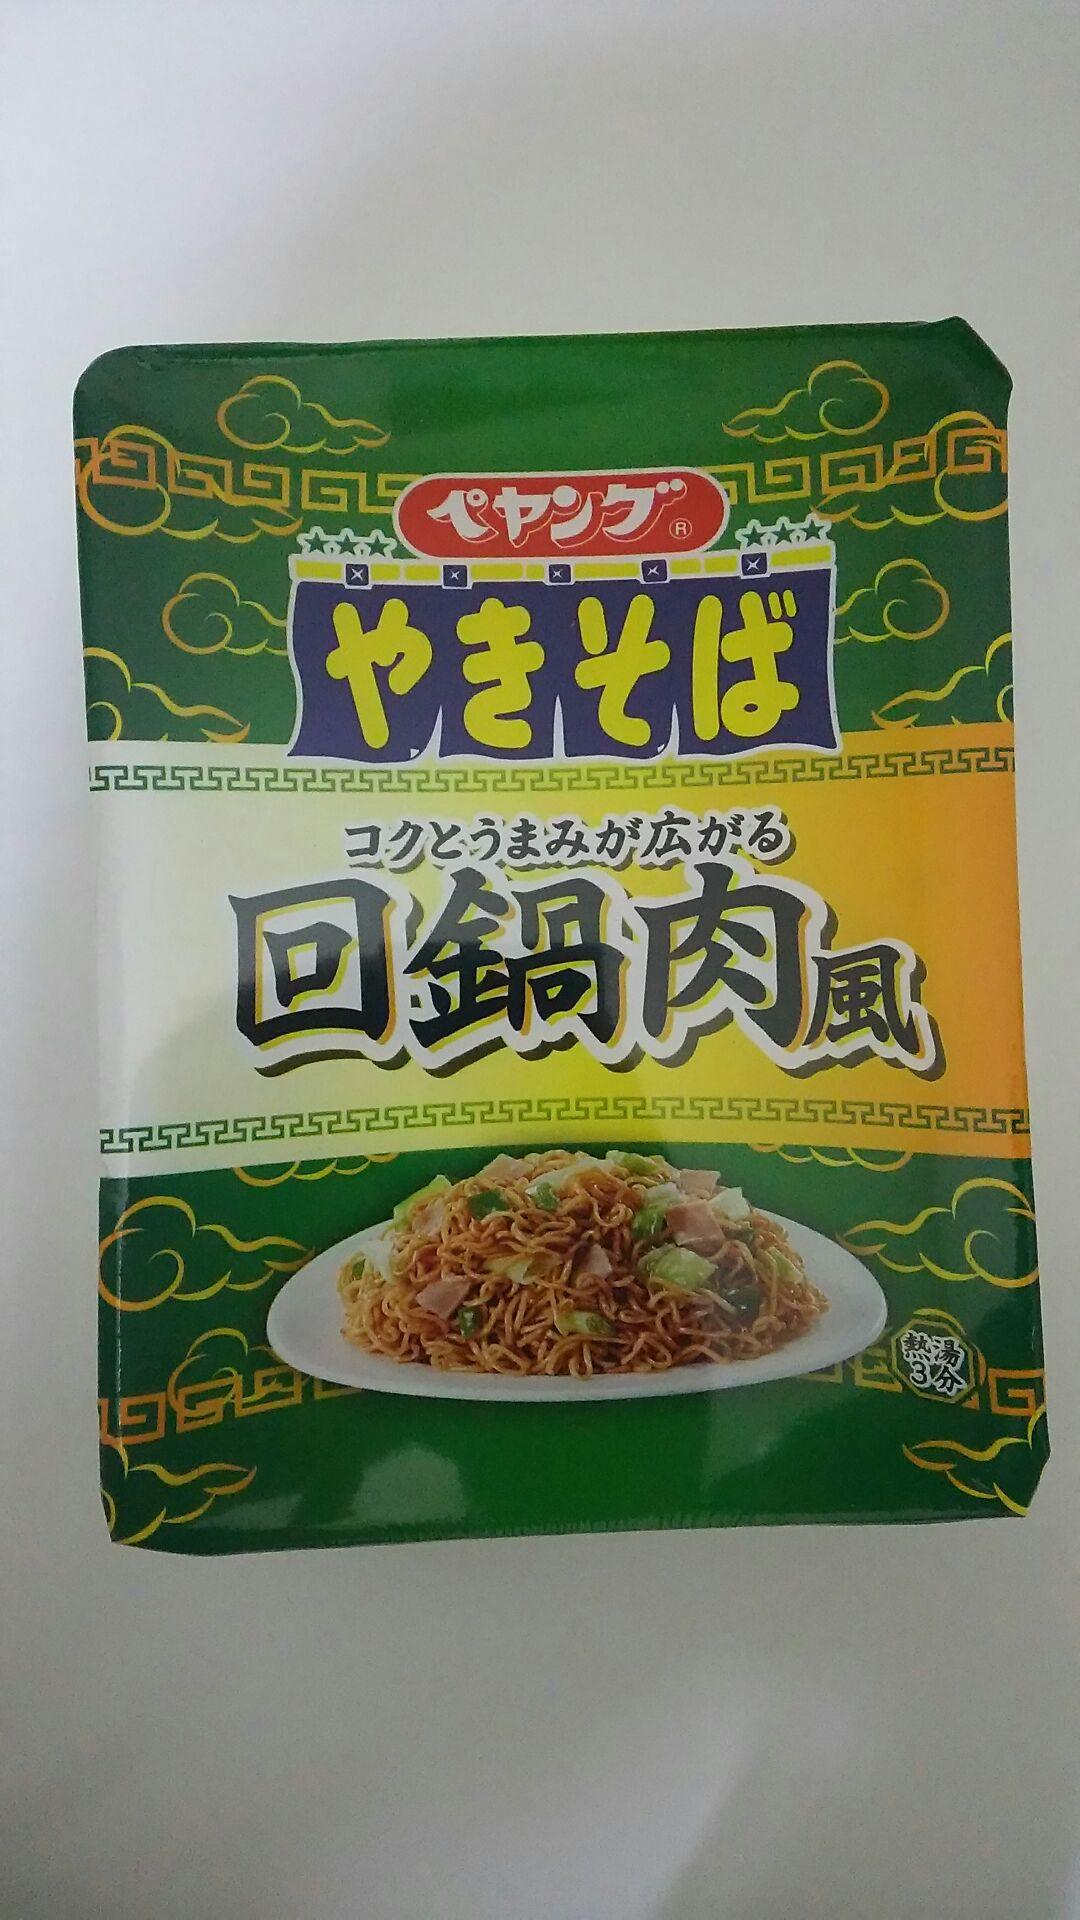 ペヤング®
やきそば
コクとうまみが広がる
回鍋肉風
熱湯
3分